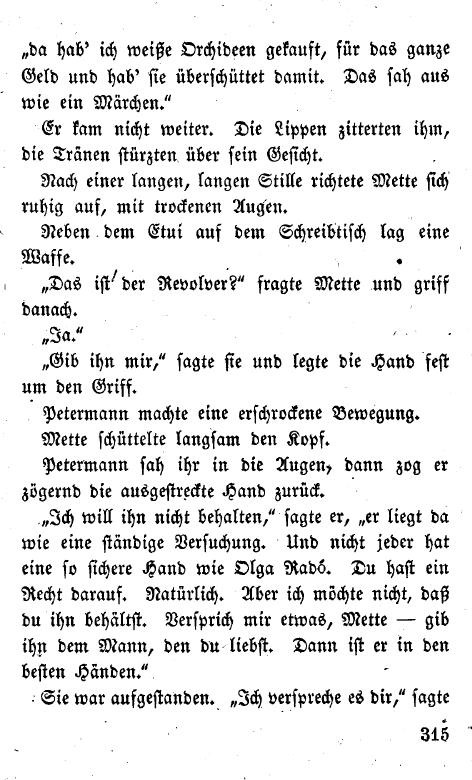 „da hab’ ich weiße Orchideen gekauft, für das ganze
Geld und hab’ sie überschüttet damit. Das sah aus
wie ein Märchen.“
Er kam nicht weiter. Die Lippen zitterten ihm,
die Tränen stürzten über sein Gesicht.
Nach einer langen, langen Stille richtete Mette sich
ruhig auf, mit trockenen Augen.
Neben dem Etui auf dem Schreibtisch lag eine
Waffe.
„Das ist der Revolver?“ fragte Mette und griff
danach.
„Ja.“
„Gib ihn mir,“ sagte sie und legte die Hand fest
um den Griff.
Petermann machte eine erschrockene Bewegung.
Mette schüttelte langsam den Kopf.
Petermann sah ihr in die Augen, dann zog er
zögernd die ausgestreckte Hand zurück.
„Ich will ihn nicht behalten,“ sagte er, „er liegt da
wie eine ständige Versuchung. Und nicht jeder hat
eine so sichere Hand wie Olga Radó. Du hast ein
Recht darauf. Natürlich. Aber ich möchte nicht, daß
du ihn behältst. Versprich mir etwas, Mette — gib
ihn dem Mann, den du liebst. Dann ist er in den
besten Händen.“
Sie war aufgestanden. „Ich verspreche es dir,“ sagte
315